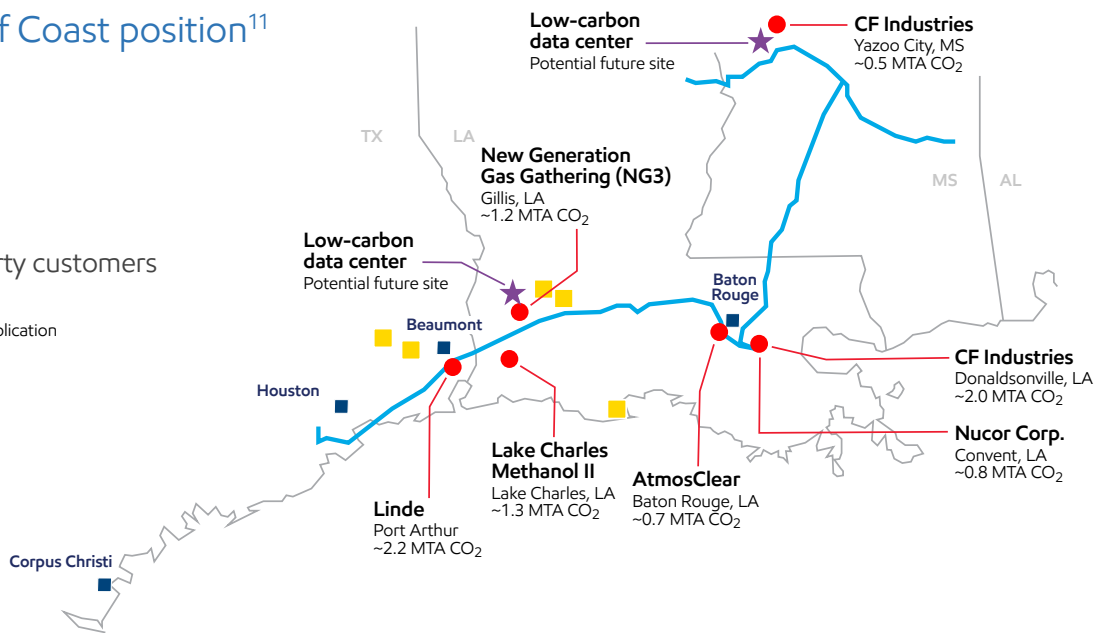 f Coast position¹¹
rty customers
plication
Low-carbon
data center
Potential future site
CF Industries
Yazoo City, MS
~0.5 MTA CO₂
TX
LA
MS
AL
New Generation
Gas Gathering (NG3)
Gillis, LA
~1.2 MTA CO₂
Low-carbon
data center
Potential future site
Baton
Rouge
Beaumont
Houston
CF Industries
Donaldsonville, LA
~2.0 MTA CO₂
Nucor Corp.
Convent, LA
~0.8 MTA CO₂
Lake Charles
Methanol II
Lake Charles, LA
~1.3 MTA CO₂
AtmosClear
Baton Rouge, LA
~0.7 MTA CO₂
Linde
Port Arthur
~2.2 MTA CO₂
Corpus Christi